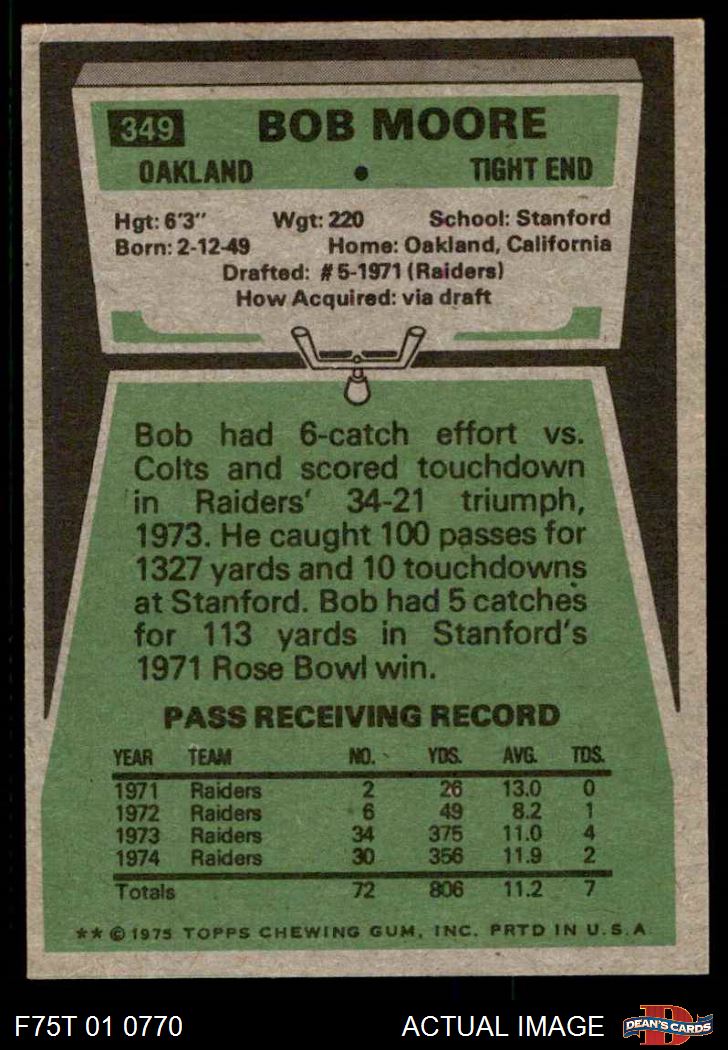 349 BOB MOORE
OAKLAND ● TIGHT END
Hgt: 6'3" Wgt: 220 School: Stanford
Born: 2-12-49 Home: Oakland, California
Drafted: #5-1971 (Raiders)
How Acquired: via draft
Bob had 6-catch effort vs.
Colts and scored touchdown
in Raiders' 34-21 triumph,
1973. He caught 100 passes for
1327 yards and 10 touchdowns
at Stanford. Bob had 5 catches
for 113 yards in Stanford's
1971 Rose Bowl win.
PASS RECEIVING RECORD
YEAR TEAM NO. YDS. AVG. TDS.
1971 Raiders 2 26 13.0 0
1972 Raiders 6 49 8.2 1
1973 Raiders 34 375 11.0 4
1974 Raiders 30 356 11.9 2
Totals 72 806 11.2 7
** © 1975 TOPPS CHEWING GUM, INC. PRTD IN U.S.A
F75T 01 0770 ACTUAL IMAGE D DEAN'S CARDS